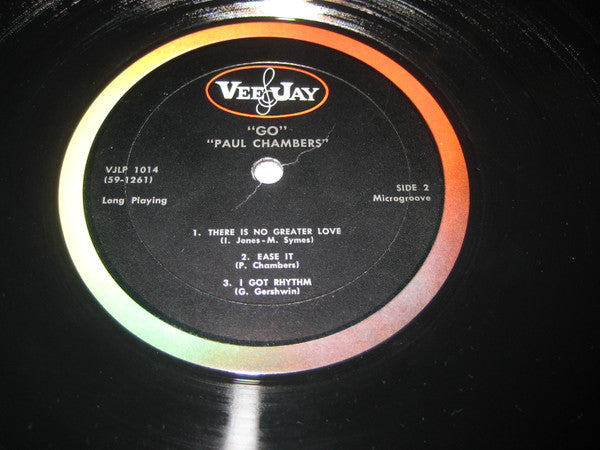 VEE JAY
"GO"
"PAUL CHAMBERS"
VJLP 1014
(59-1261)
Long Playing
SIDE 2
Microgroove
1. THERE IS NO GREATER LOVE
(I. Jones-M. Symes)
2. EASE IT
(P. Chambers)
3. I GOT RHYTHM
(G. Gershwin)